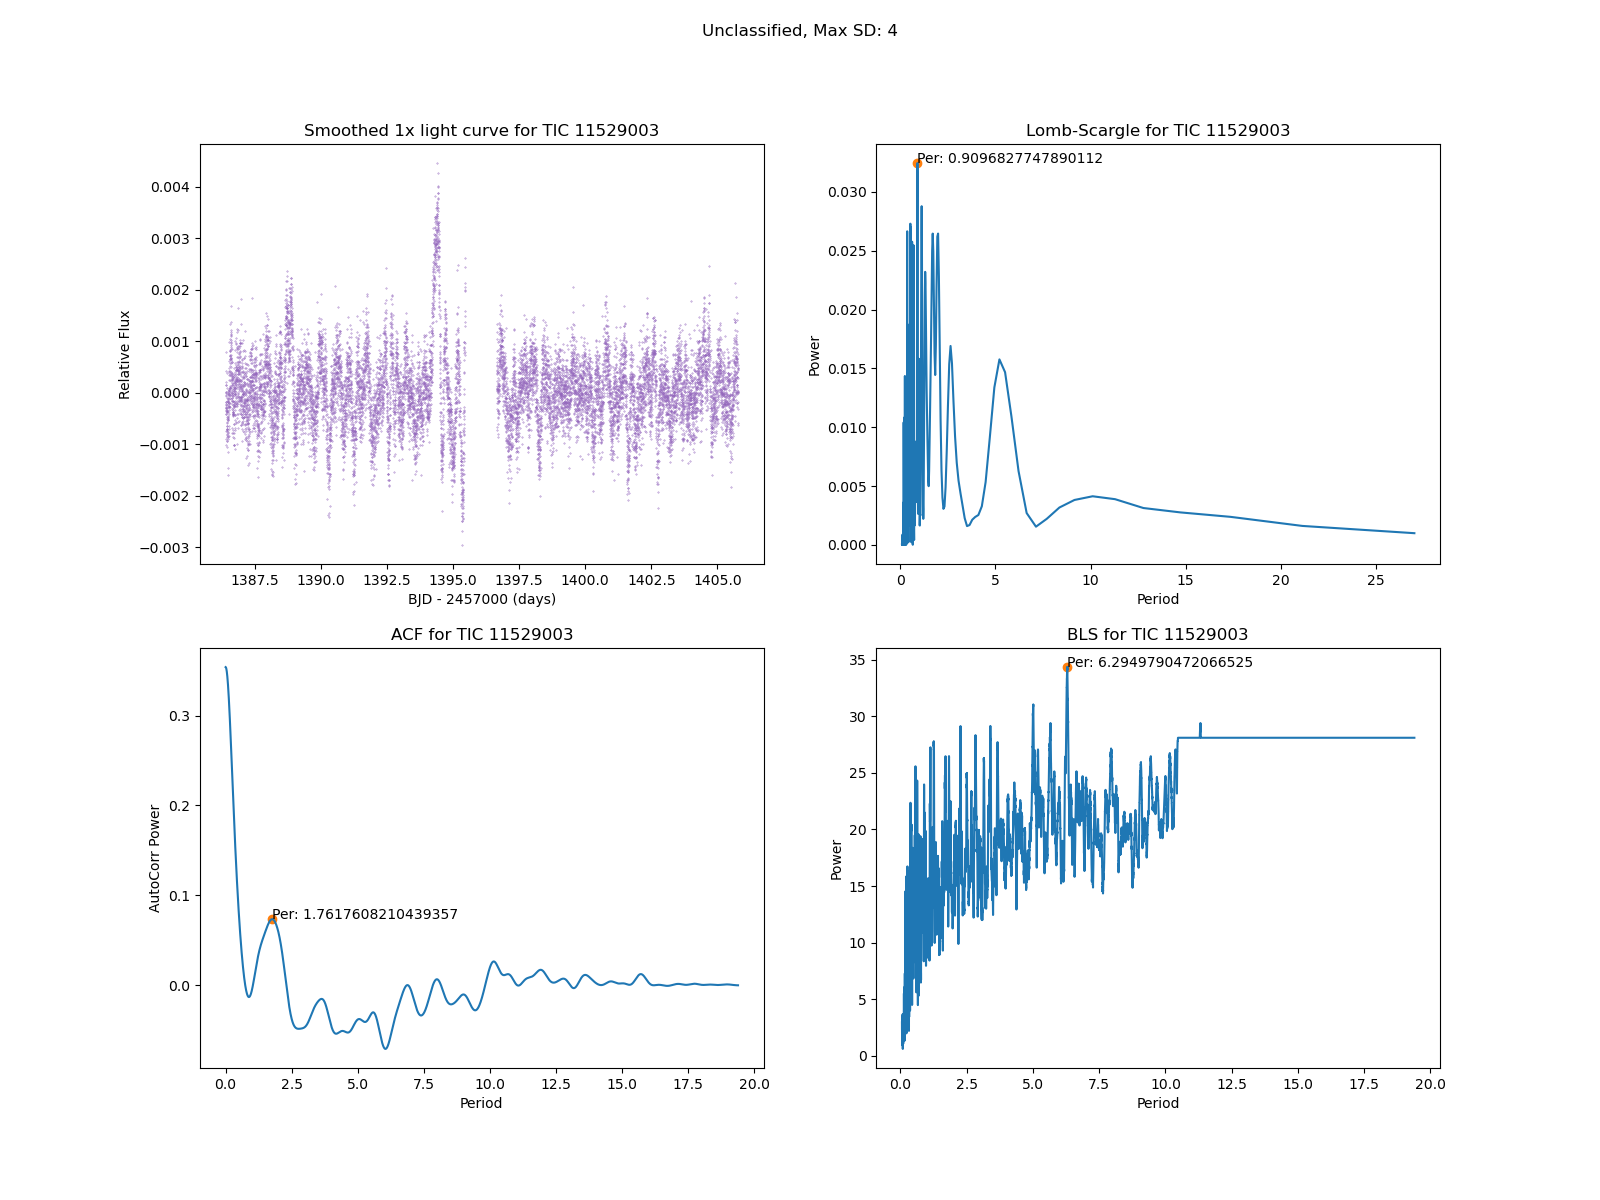 Unclassified, Max SD: 4
Smoothed 1x light curve for TIC 11529003
Relative Flux
0.004
0.003
0.002
0.001
0.000
−0.001
−0.002
−0.003
1387.5 1390.0 1392.5 1395.0 1397.5 1400.0 1402.5 1405.0
BJD - 2457000 (days)
Lomb-Scargle for TIC 11529003
Per: 0.9096827747890112
Power
0.030
0.025
0.020
0.015
0.010
0.005
0.000
0 5 10 15 20 25
Period
ACF for TIC 11529003
Per: 1.7617608210439357
AutoCorr Power
0.3
0.2
0.1
0.0
0.0 2.5 5.0 7.5 10.0 12.5 15.0 17.5 20.0
Period
BLS for TIC 11529003
Per: 6.2949790472066525
Power
35
30
25
20
15
10
5
0
0.0 2.5 5.0 7.5 10.0 12.5 15.0 17.5 20.0
Period